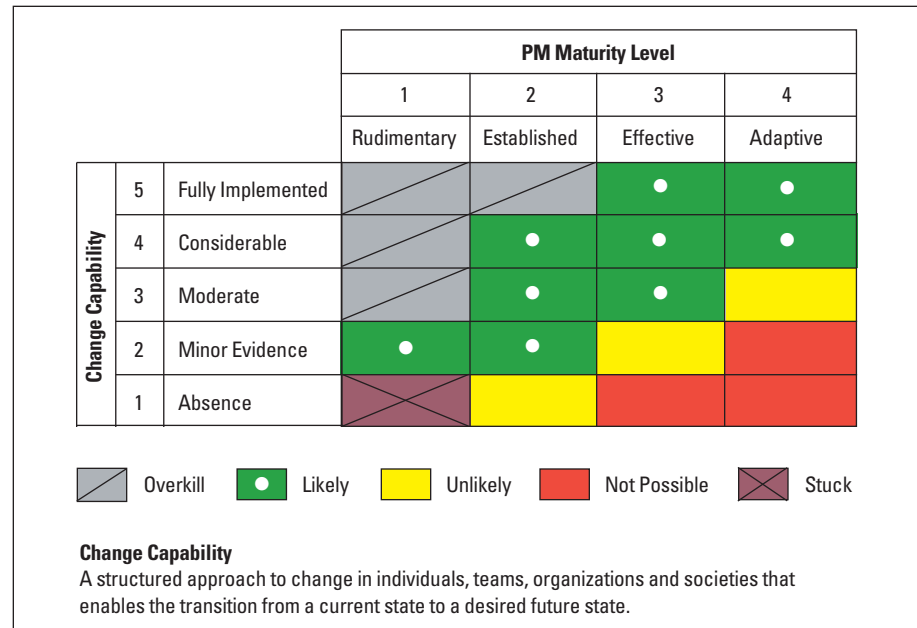 PM Maturity Level
1 2 3 4
Rudimentary Established Effective Adaptive
Change Capability
5 Fully Implemented
4 Considerable
3 Moderate
2 Minor Evidence
1 Absence
Overkill Likely Unlikely Not Possible Stuck
Change Capability
A structured approach to change in individuals, teams, organizations and societies that
enables the transition from a current state to a desired future state.